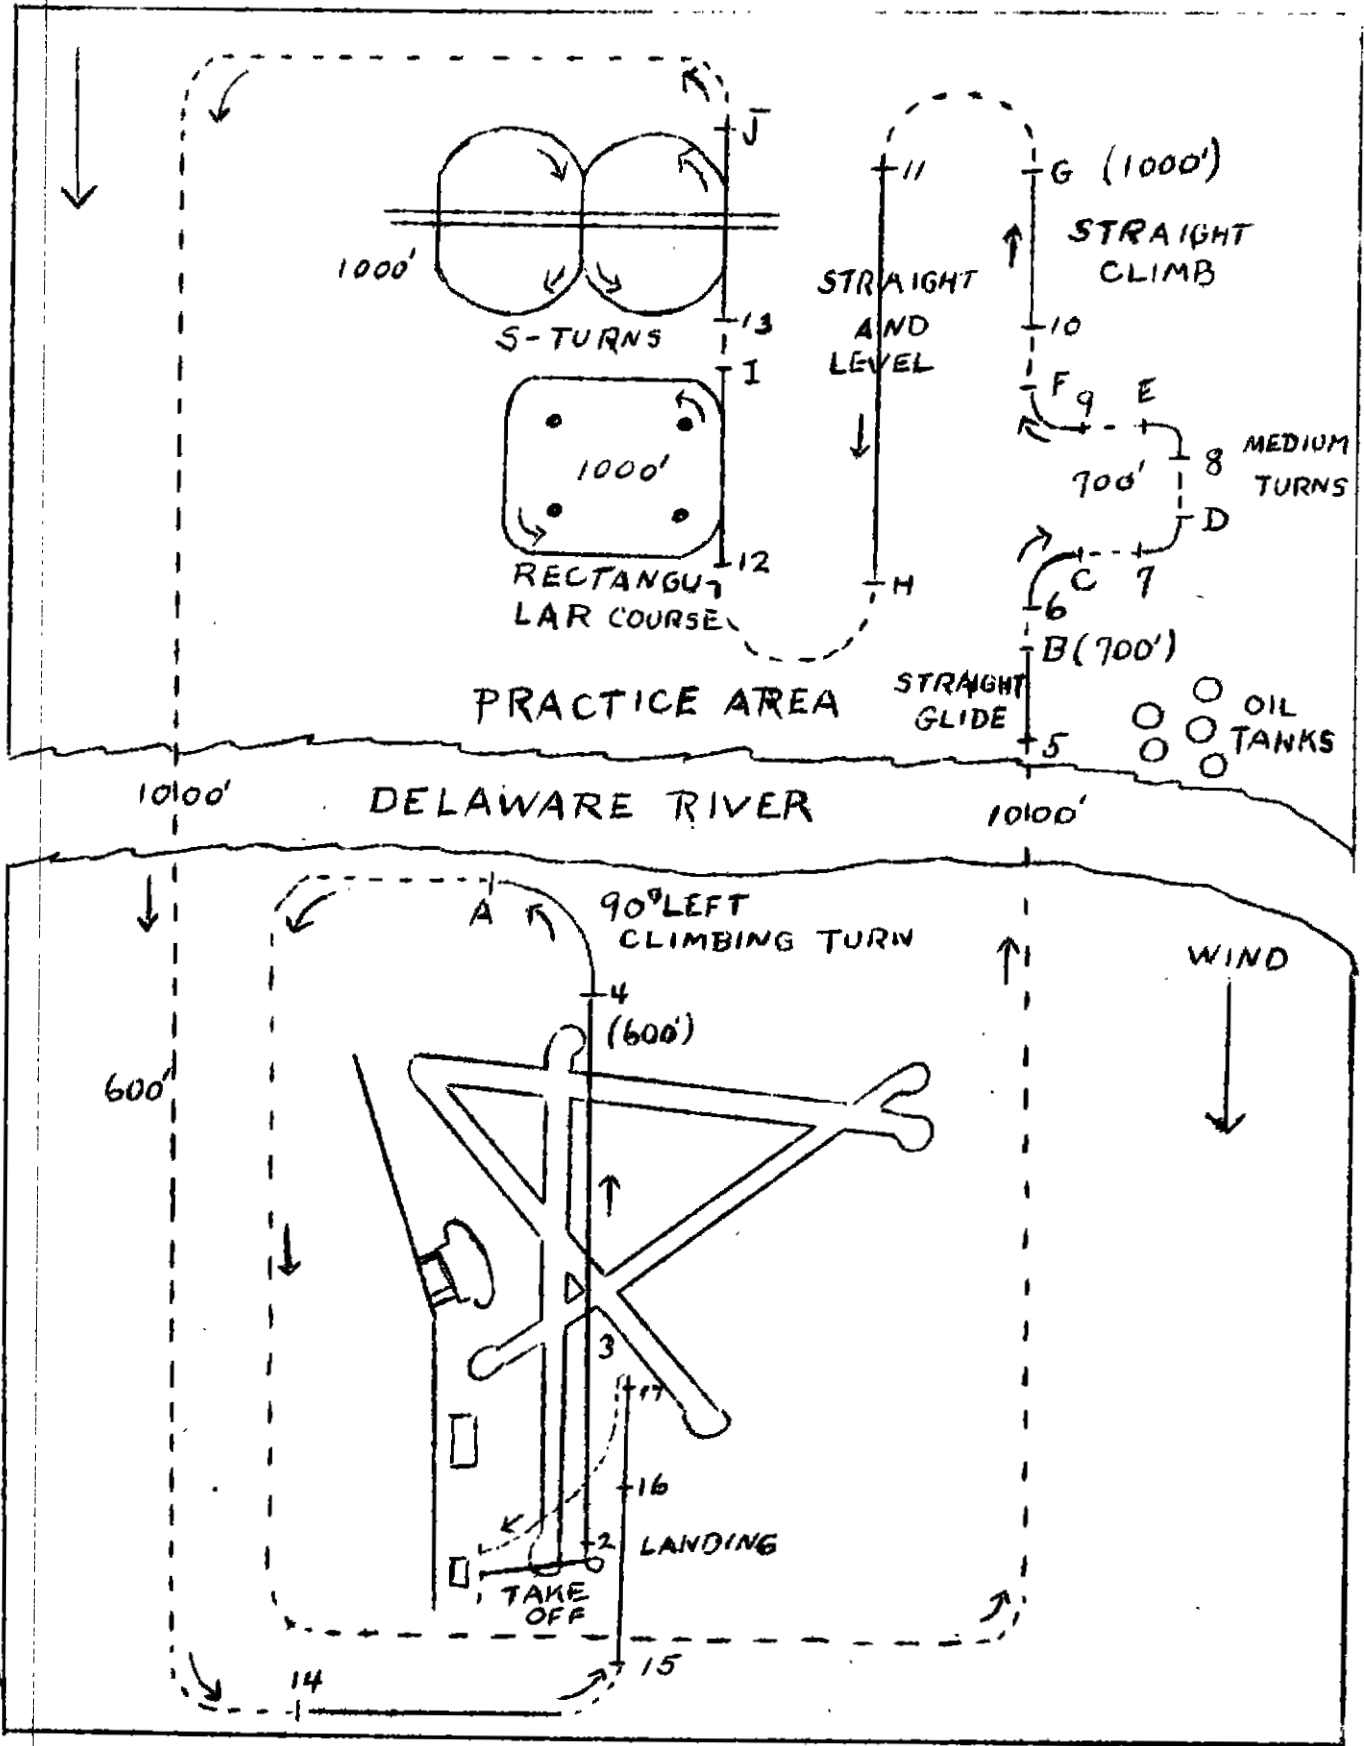 J
11
G (1000')
STRAIGHT
CLIMB
1000'
STRAIGHT
AND
LEVEL
13
S-TURNS
10
I
F
9
E
1000'
8
MEDIUM
TURNS
700'
D
12
C
7
RECTANGU
LAR COURSE
H
6
B (700')
PRACTICE AREA
STRAIGHT
GLIDE
OIL
TANKS
5
1000'
DELAWARE RIVER
1000'
A
90° LEFT
CLIMBING TURN
WIND
4
(600')
600'
3
17
16
2
LANDING
TAKE
OFF
15
14